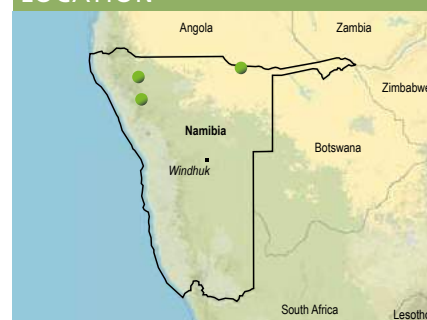 LOCATION
Angola
Zambia
Zimbabwe
Namibia
Botswana
Windhuk
South Africa
Lesotho